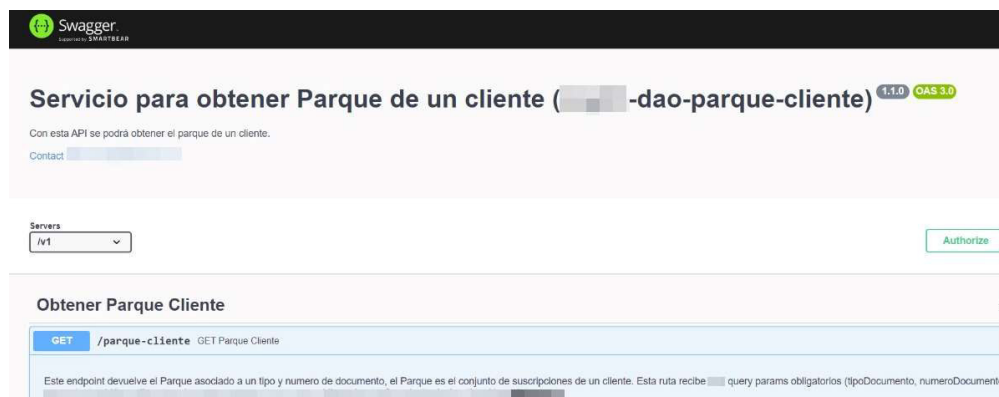 Swagger.
Supported by SMARTBEAR
Servicio para obtener Parque de un cliente ( -dao-parque-cliente) 1.1.0 OAS 3.0
Con esta API se podrá obtener el parque de un cliente.
Contact
Servers
/v1
Authorize
Obtener Parque Cliente
GET /parque-cliente GET Parque Cliente
Este endpoint devuelve el Parque asociado a un tipo y numero de documento, el Parque es el conjunto de suscripciones de un cliente. Esta ruta recibe query params obligatorios (tipoDocumento, numeroDocument